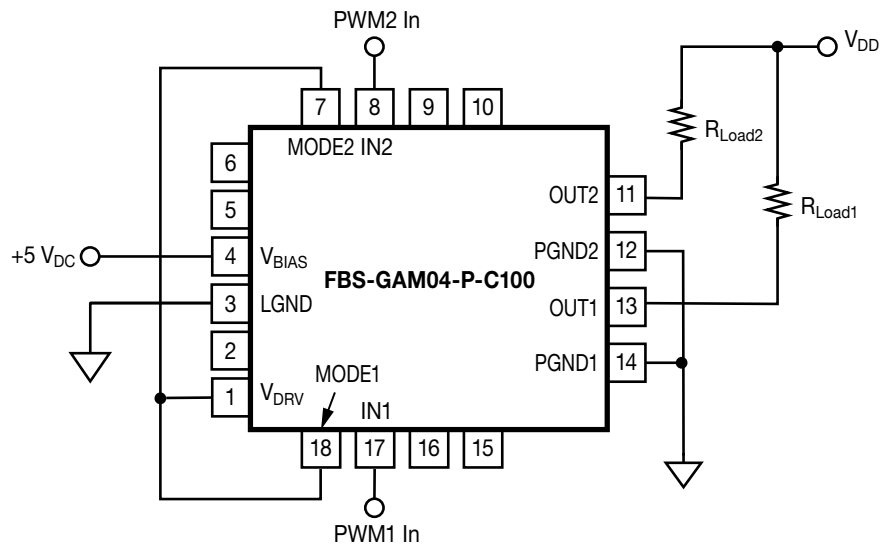 PWM2 In
V_DD
7 8 9 10
MODE2 IN2
R_Load2
6
OUT2 11
R_Load1
5
+5 V_DC 4 V_BIAS
PGND2 12
FBS-GAM04-P-C100
3 LGND
OUT1 13
2
MODE1
PGND1 14
1 V_DRV
IN1
18 17 16 15
PWM1 In